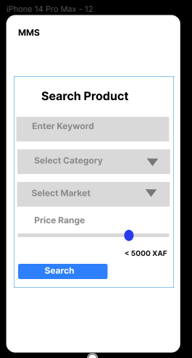 iPhone 14 Pro Max - 12
MMS
Search Product
Enter Keyword
Select Category
Select Market
Price Range
< 5000 XAF
Search